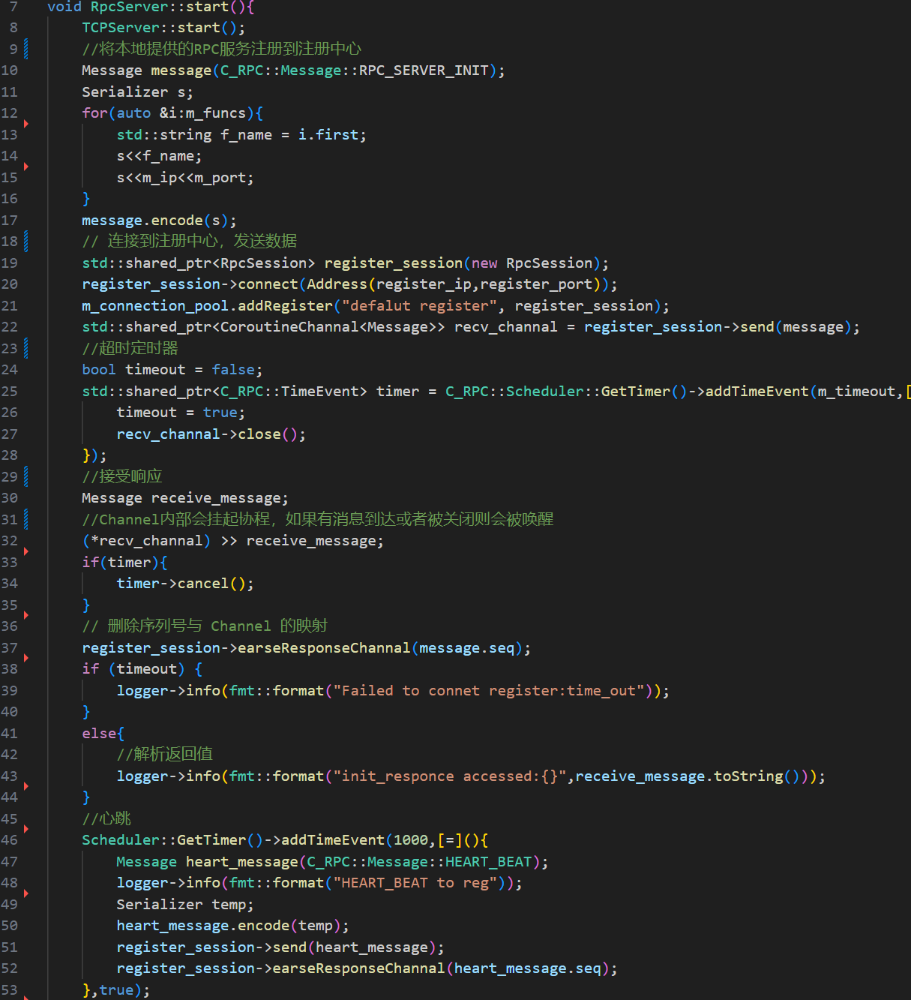 7 void RpcServer::start(){
8 TCPServer::start();
9 //将本地提供的RPC服务注册到注册中心
10 Message message(C_RPC::Message::RPC_SERVER_INIT);
11 Serializer s;
12 for(auto &i:m_funcs){
13 std::string f_name = i.first;
14 s<<f_name;
15 s<<m_ip<<m_port;
16 }
17 message.encode(s);
18 // 连接到注册中心，发送数据
19 std::shared_ptr<RpcSession> register_session(new RpcSession);
20 register_session->connect(Address(register_ip,register_port));
21 m_connection_pool.addRegister("defalut register", register_session);
22 std::shared_ptr<CoroutineChannal<Message>> recv_channal = register_session->send(message);
23 //超时定时器
24 bool timeout = false;
25 std::shared_ptr<C_RPC::TimeEvent> timer = C_RPC::Scheduler::GetTimer()->addTimeEvent(m_timeout,[
26 timeout = true;
27 recv_channal->close();
28 });
29 //接受响应
30 Message receive_message;
31 //Channel内部会挂起协程，如果有消息到达或者被关闭则会被唤醒
32 (*recv_channal) >> receive_message;
33 if(timer){
34 timer->cancel();
35 }
36 // 删除序列号与 Channel 的映射
37 register_session->earseResponseChannal(message.seq);
38 if (timeout) {
39 logger->info(fmt::format("Failed to connet register:time_out"));
40 }
41 else{
42 //解析返回值
43 logger->info(fmt::format("init_responce accessed:{}",receive_message.toString()));
44 }
45 //心跳
46 Scheduler::GetTimer()->addTimeEvent(1000,[=](){
47 Message heart_message(C_RPC::Message::HEART_BEAT);
48 logger->info(fmt::format("HEART_BEAT to reg"));
49 Serializer temp;
50 heart_message.encode(temp);
51 register_session->send(heart_message);
52 register_session->earseResponseChannal(heart_message.seq);
53 },true);